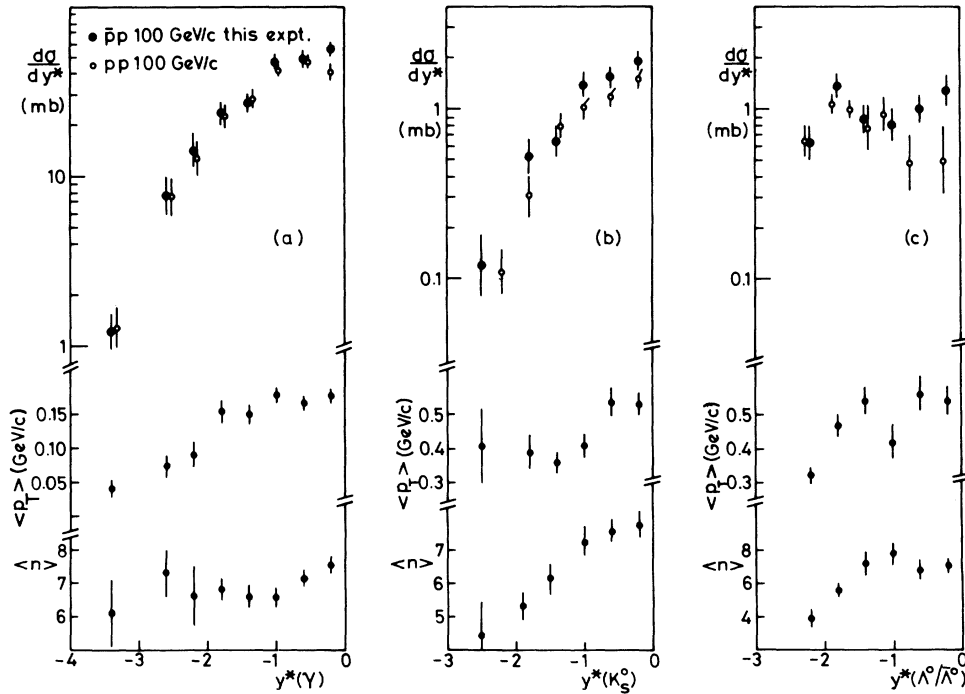 ● p̄p 100 GeV/c this expt.
○ pp 100 GeV/c
dσ
dy*
(mb)
10
1
(a)
0.15
0.10
0.05
<p_T> (GeV/c)
8
7
6
<n>
-4 -3 -2 -1 0
y*(γ)
dσ
dy*
1
(mb)
0.1
(b)
0.5
0.4
0.3
<p_T> (GeV/c)
7
6
5
<n>
-3 -2 -1 0
y*(K_S^0)
dσ
dy*
1
(mb)
0.1
(c)
0.5
0.4
0.3
<p_T> (GeV/c)
8
6
4
<n>
-3 -2 -1 0
y*(Λ⁰/Λ̄⁰)